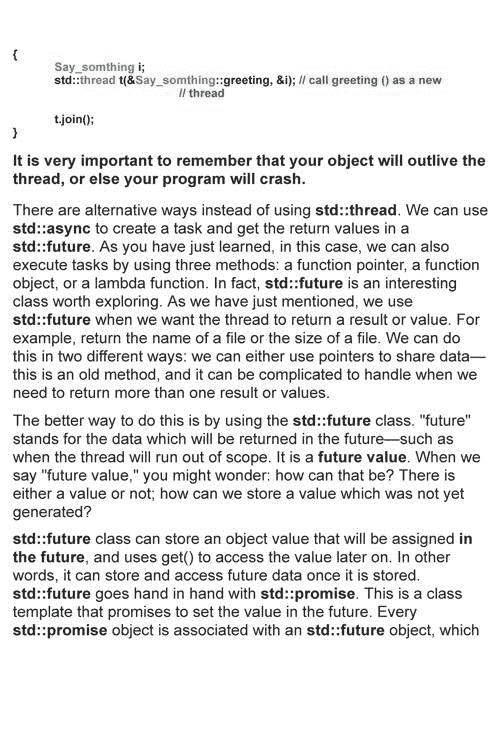 {
Say_somthing i;
std::thread t(&Say_somthing::greeting, &i); // call greeting () as a new
// thread
t.join();
}
It is very important to remember that your object will outlive the
thread, or else your program will crash.
There are alternative ways instead of using std::thread. We can use
std::async to create a task and get the return values in a
std::future. As you have just learned, in this case, we can also
execute tasks by using three methods: a function pointer, a function
object, or a lambda function. In fact, std::future is an interesting
class worth exploring. As we have just mentioned, we use
std::future when we want the thread to return a result or value. For
example, return the name of a file or the size of a file. We can do
this in two different ways: we can either use pointers to share data—
this is an old method, and it can be complicated to handle when we
need to return more than one result or values.
The better way to do this is by using the std::future class. "future"
stands for the data which will be returned in the future—such as
when the thread will run out of scope. It is a future value. When we
say "future value," you might wonder: how can that be? There is
either a value or not; how can we store a value which was not yet
generated?
std::future class can store an object value that will be assigned in
the future, and uses get() to access the value later on. In other
words, it can store and access future data once it is stored.
std::future goes hand in hand with std::promise. This is a class
template that promises to set the value in the future. Every
std::promise object is associated with an std::future object, which